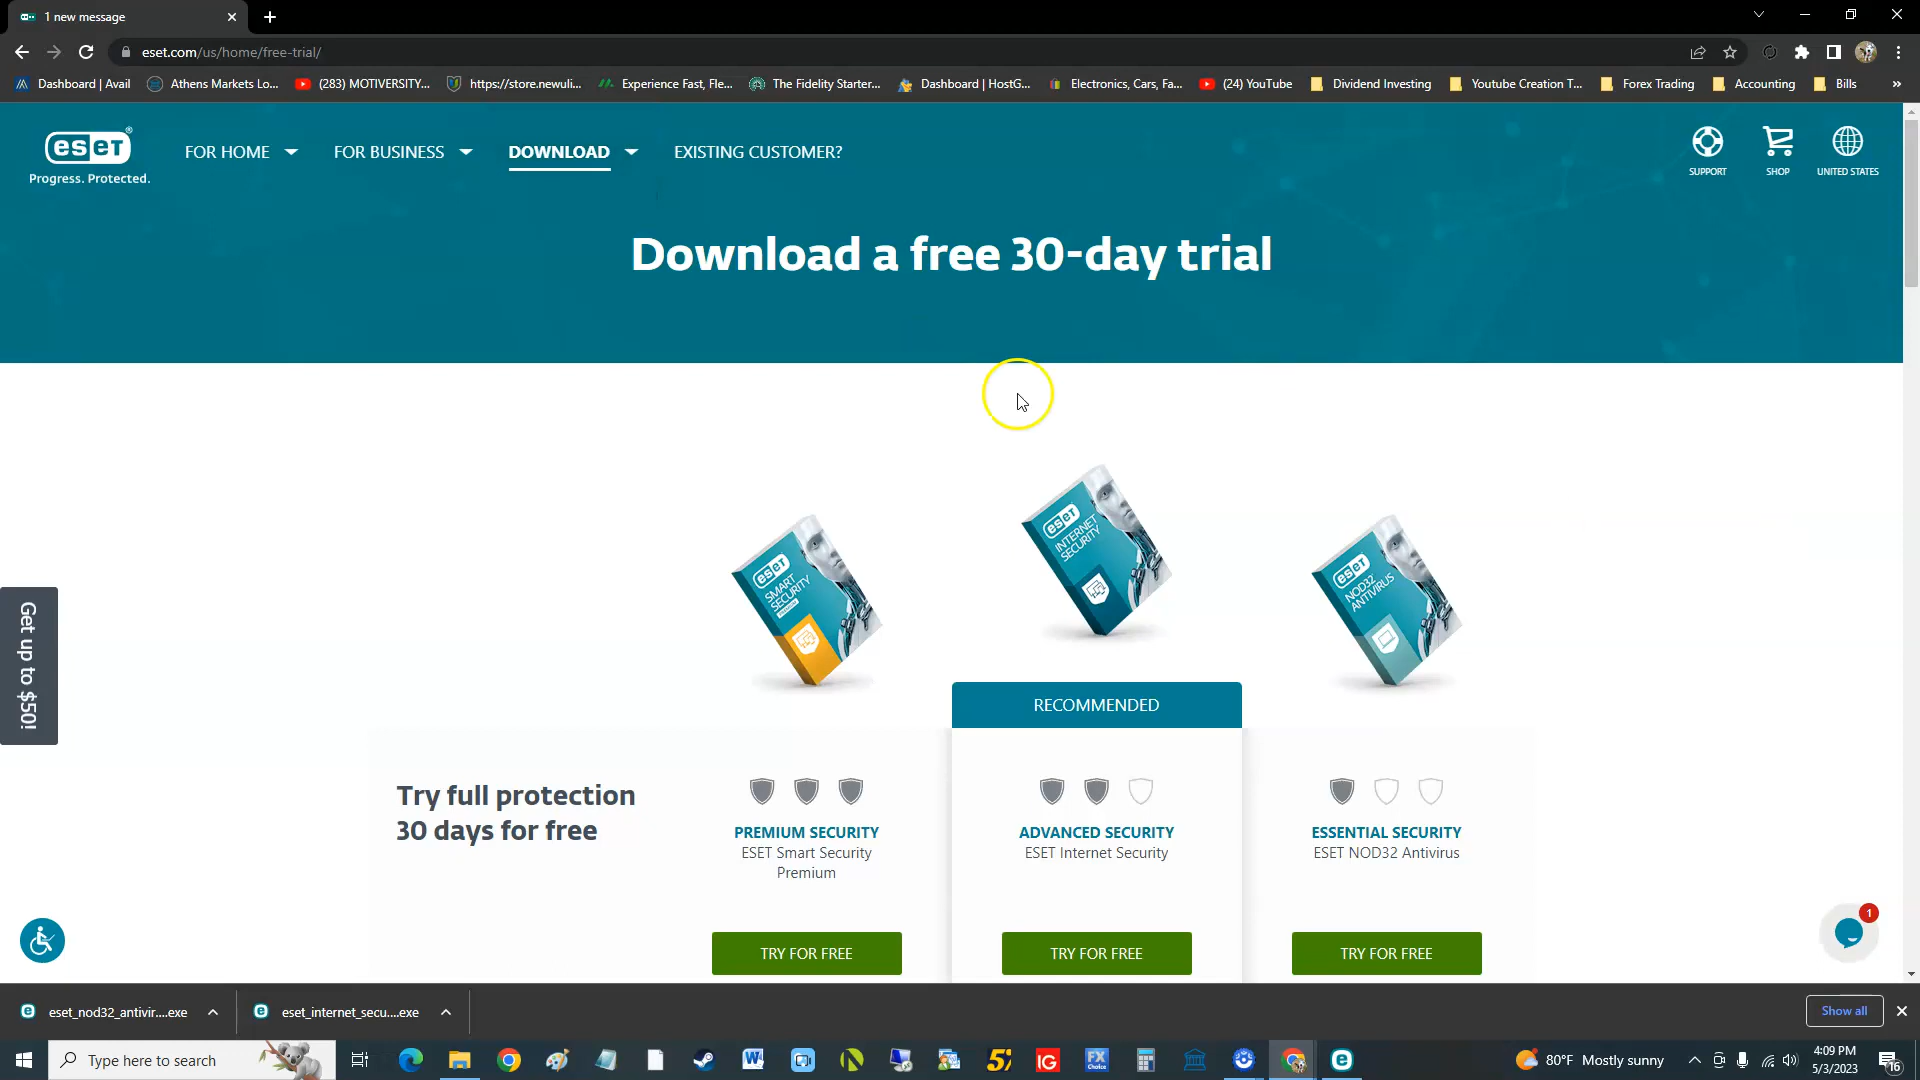 1 new message
eset.com/us/home/free-trial/
Dashboard | Avail
Athens Markets Lo...
(283) MOTIVERSITY...
https://store.newuli...
Experience Fast, Fle...
The Fidelity Starter...
Dashboard | HostG...
Electronics, Cars, Fa...
(24) YouTube
Dividend Investing
Youtube Creation T...
Forex Trading
Accounting
Bills
eset®
Progress. Protected.
FOR HOME
FOR BUSINESS
DOWNLOAD
EXISTING CUSTOMER?
SUPPORT
SHOP
UNITED STATES
Download a free 30-day trial
Get up to $50!
eset
SMART
SECURITY
PREMIUM
eset
INTERNET
SECURITY
eset
NOD32
ANTIVIRUS
RECOMMENDED
Try full protection
30 days for free
PREMIUM SECURITY
ESET Smart Security
Premium
TRY FOR FREE
ADVANCED SECURITY
ESET Internet Security
TRY FOR FREE
ESSENTIAL SECURITY
ESET NOD32 Antivirus
TRY FOR FREE
1
eset_nod32_antivir....exe
eset_internet_secu....exe
Show all
Type here to search
W
5
IG
FX
Choice
e
80°F Mostly sunny
4:09 PM
5/3/2023
16